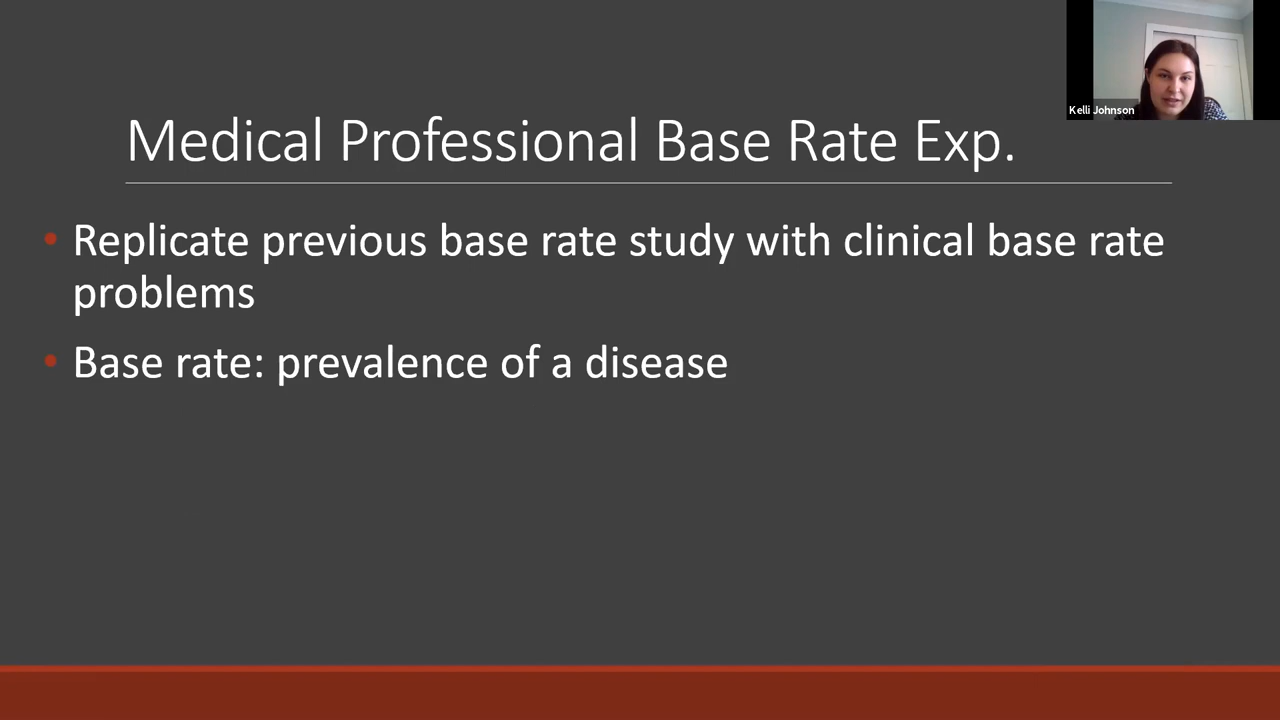 Kelli Johnson
Medical Professional Base Rate Exp.
• Replicate previous base rate study with clinical base rate
problems
• Base rate: prevalence of a disease